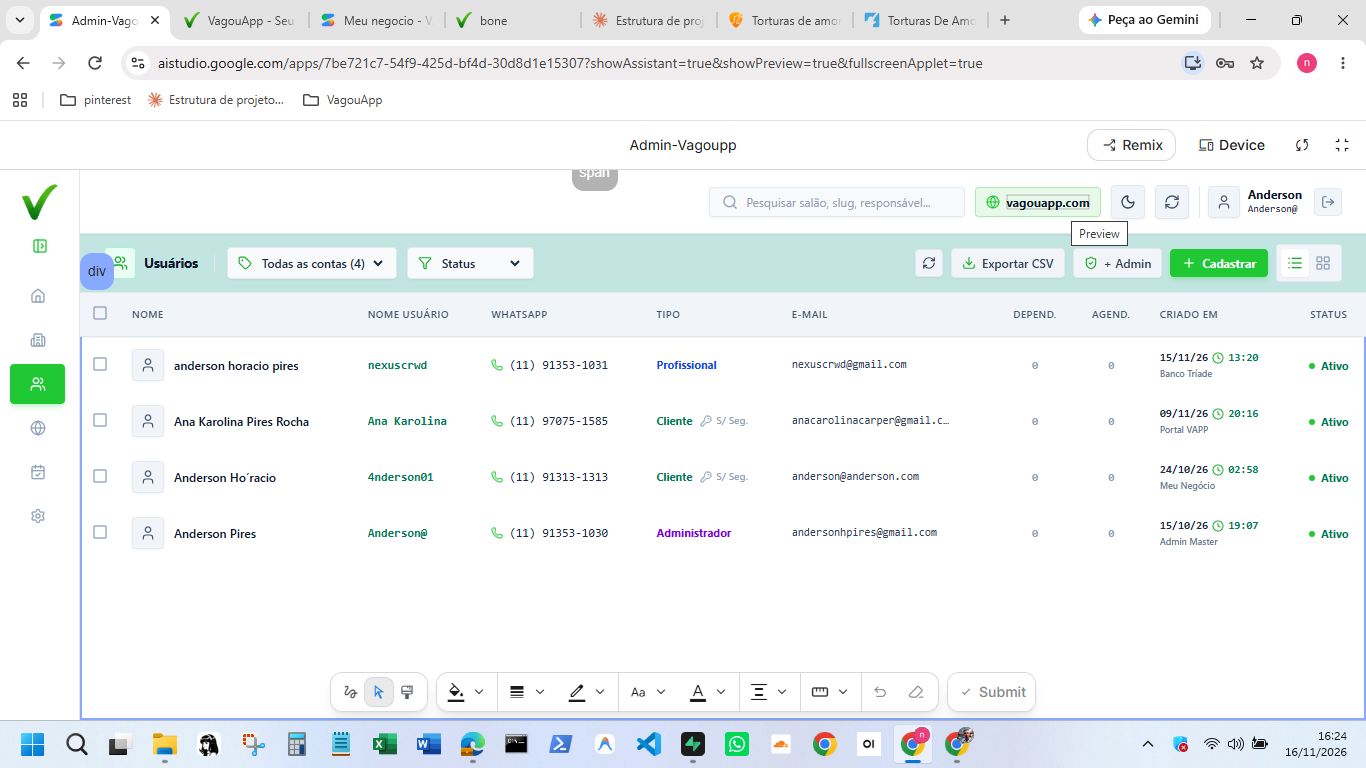 Admin-Vago
VagouApp - Seu
Meu negócio - V
bone
Estrutura de proj
Torturas de amor
Torturas De Amo
Peça ao Gemini
aistudio.google.com/apps/7be721c7-54f9-425d-bf4d-30d8d1e15307?showAssistant=true&showPreview=true&fullscreenApplet=true
n
pinterest
Estrutura de projeto...
VagouApp
Admin-Vagoupp
Remix
Device
span
Pesquisar salão, slug, responsável...
vagouapp.com
Anderson
Anderson@
Preview
div
Usuários
Todas as contas (4)
Status
Exportar CSV
+ Admin
+ Cadastrar
NOME NOME USUÁRIO WHATSAPP TIPO E-MAIL DEPEND. AGEND. CRIADO EM STATUS
anderson horacio pires nexuscrwd (11) 91353-1031 Profissional nexuscrwd@gmail.com 0 0 15/11/26 13:20 Ativo
Banco Tríade
Ana Karolina Pires Rocha Ana Karolina (11) 97075-1585 Cliente S/ Seg. anacarolinacarper@gmail.c… 0 0 09/11/26 20:16 Ativo
Portal VAPP
Anderson Ho´racio 4nderson01 (11) 91313-1313 Cliente S/ Seg. anderson@anderson.com 0 0 24/10/26 02:58 Ativo
Meu Negócio
Anderson Pires Anderson@ (11) 91353-1030 Administrador andersonhpires@gmail.com 0 0 15/10/26 19:07 Ativo
Admin Master
Aa
A
Submit
OI
n
16:24
16/11/2026